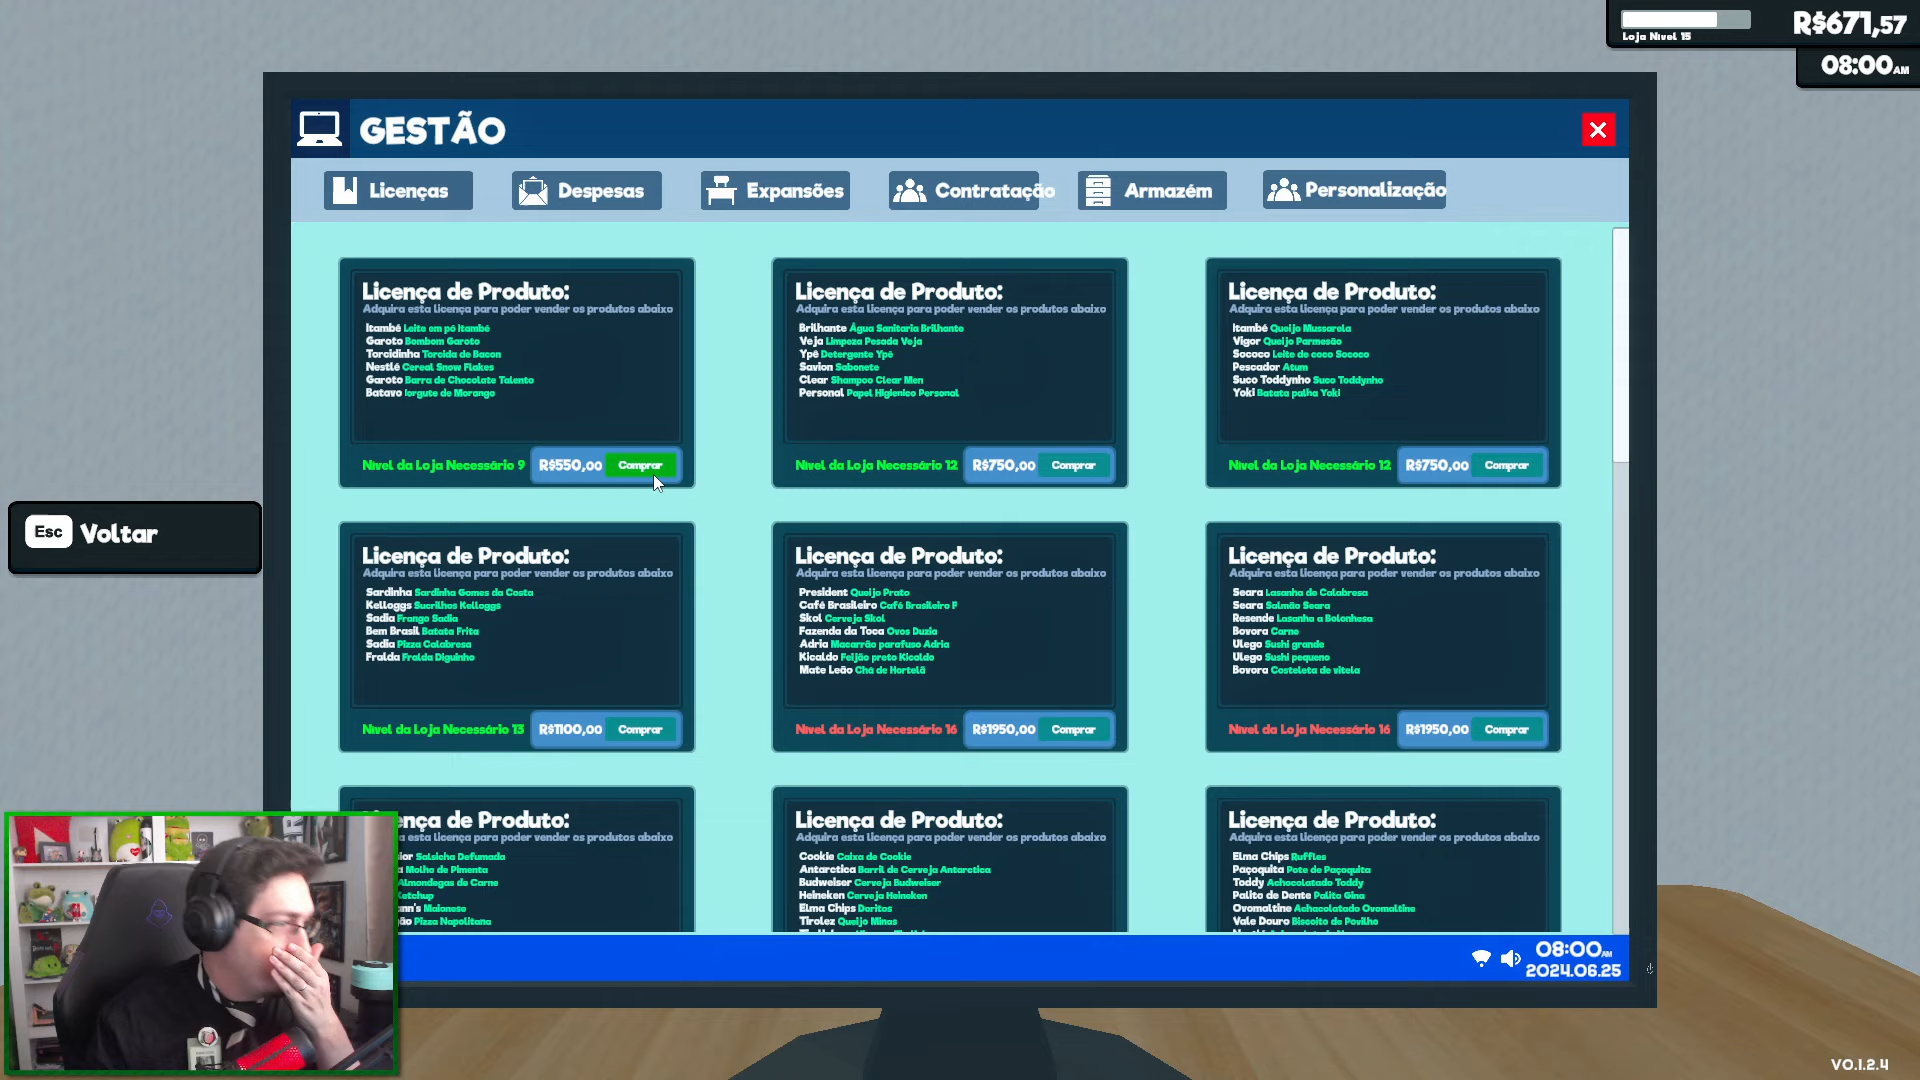 R$671,57
Loja Nivel 15
08:00AM
GESTÃO
Licenças
Despesas
Expansões
Contratação
Armazém
Personalização
Licença de Produto:
Adquira esta licença para poder vender os produtos abaixo
Itambé Leite em pó Itambé
Garoto Bombom Garoto
Torcidinha Torcida de Bacon
Nestlé Cereal Snow Flakes
Garoto Barra de Chocolate Talento
Batavo Iorgute de Morango
Nivel da Loja Necessário 9
R$550,00
Comprar
Licença de Produto:
Adquira esta licença para poder vender os produtos abaixo
Brilhante Água Sanitaria Brilhante
Veja Limpeza Pesada Veja
Ypê Detergente Ypê
Savion Sabonete
Clear Shampoo Clear Men
Personal Papel Higienico Personal
Nivel da Loja Necessário 12
R$750,00
Comprar
Licença de Produto:
Adquira esta licença para poder vender os produtos abaixo
Itambé Queijo Mussarela
Vigor Queijo Parmesão
Sococo Leite de coco Sococo
Pescador Atum
Suco Toddynho Suco Toddynho
Yoki Batata palha Yoki
Nivel da Loja Necessário 12
R$750,00
Comprar
Esc Voltar
Licença de Produto:
Adquira esta licença para poder vender os produtos abaixo
Sardinha Sardinha Gomes da Costa
Kelloggs Sucrilhos Kelloggs
Sadia Frango Sadia
Bem Brasil Batata Frita
Sadia Pizza Calabresa
Fralda Fralda Diguinho
Nivel da Loja Necessário 13
R$1100,00
Comprar
Licença de Produto:
Adquira esta licença para poder vender os produtos abaixo
President Queijo Prato
Café Brasileiro Café Brasileiro F
Skol Cerveja Skol
Fazenda da Toca Ovos Duzia
Adria Macarrão parafuso Adria
Kicaldo Feijão preto Kicaldo
Mate Leão Chá de Hortelã
Nivel da Loja Necessário 16
R$1950,00
Comprar
Licença de Produto:
Adquira esta licença para poder vender os produtos abaixo
Seara Lasanha de Calabresa
Seara Salmão Seara
Resende Lasanha a Bolonhesa
Bovora Carne
Ulego Sushi grande
Ulego Sushi pequeno
Bovora Costeleta de vitela
Nivel da Loja Necessário 16
R$1950,00
Comprar
ença de Produto:
esta licença para poder vender os produtos abaixo
Salsicha Defumada
Molho de Pimenta
Almondegas de Carne
Ketchup
ann's Maionese
Pizza Napolitana
Licença de Produto:
Adquira esta licença para poder vender os produtos abaixo
Cookie Caixa de Cookie
Antarctica Barril de Cerveja Antarctica
Budweiser Cerveja Budweiser
Heineken Cerveja Heineken
Elma Chips Doritos
Tirolez Queijo Minas
Licença de Produto:
Adquira esta licença para poder vender os produtos abaixo
Elma Chips Ruffles
Paçoquita Pote de Paçoquita
Toddy Achocolatado Toddy
Palito de Dente Palito Gina
Ovomaltine Achacolatado Ovomaltine
Vale Douro Biscoito de Povilho
08:00AM
2024.06.25
V0.1.2.4